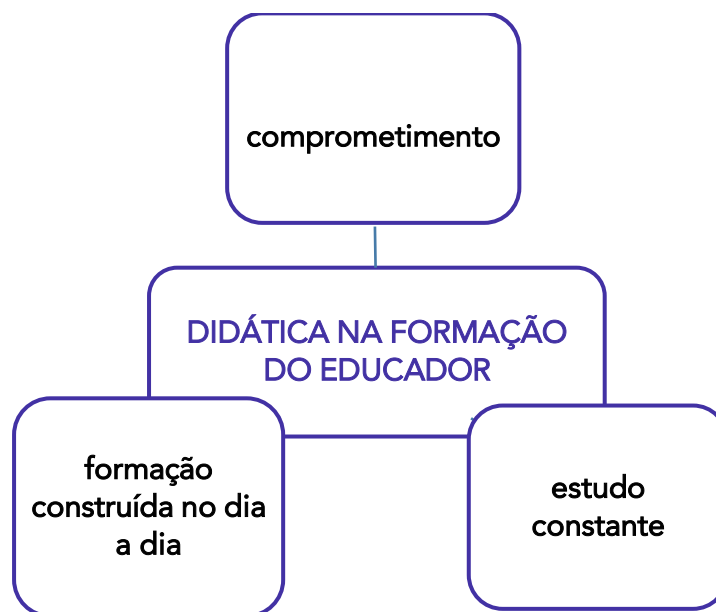 comprometimento
DIDÁTICA NA FORMAÇÃO
DO EDUCADOR
formação
construída no dia
a dia
estudo
constante